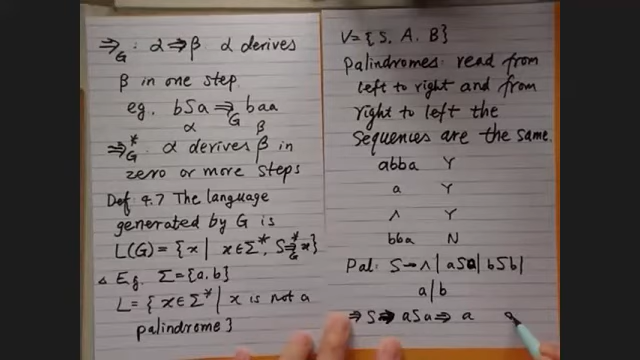 ⇒G : α ⇒ β α derives
β in one step.
eg. bSa ⇒G baa
α β
⇒*G : α derives β in
zero or more steps
Def 4.7 The language
generated by G is
L(G) = { x | x ∈ Σ*, S ⇒*G x }
E.g. Σ = {a, b}
L = { x ∈ Σ* | x is not a
palindrome }
V = { S, A, B }
Palindromes: read from
left to right and from
right to left the
sequences are the same.
abba Y
a Y
Λ Y
bba N
Pal: S → Λ | aSa | bSb |
a | b
⇒ S ⇒ aSa ⇒ a